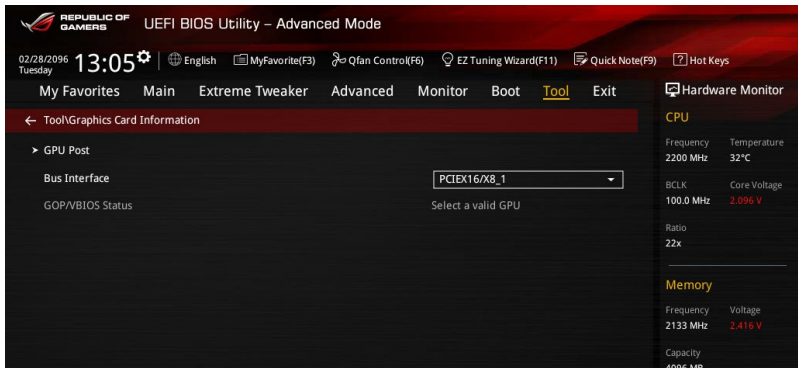 REPUBLIC OF
GAMERS
UEFI BIOS Utility – Advanced Mode
02/28/2096
Tuesday
13:05
English
MyFavorite(F3)
Qfan Control(F6)
EZ Tuning Wizard(F11)
Quick Note(F9)
? Hot Keys
My Favorites Main Extreme Tweaker Advanced Monitor Boot Tool Exit
Hardware Monitor
← Tool\Graphics Card Information
➤ GPU Post
Bus Interface PCIEX16/X8_1
GOP/VBIOS Status Select a valid GPU
CPU
Frequency Temperature
2200 MHz 32°C
BCLK Core Voltage
100.0 MHz 2.096 V
Ratio
22x
Memory
Frequency Voltage
2133 MHz 2.416 V
Capacity
4096 MB